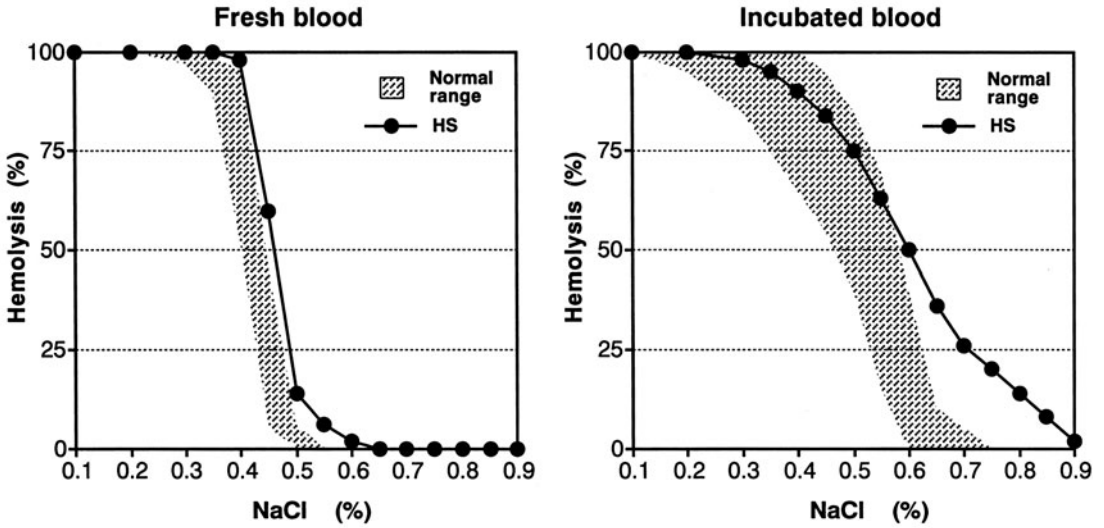 Fresh blood
Hemolysis (%)
100
75
50
25
0
0.1 0.2 0.3 0.4 0.5 0.6 0.7 0.8 0.9
NaCl (%)
Normal
range
HS
Incubated blood
Hemolysis (%)
100
75
50
25
0
0.1 0.2 0.3 0.4 0.5 0.6 0.7 0.8 0.9
NaCl (%)
Normal
range
HS